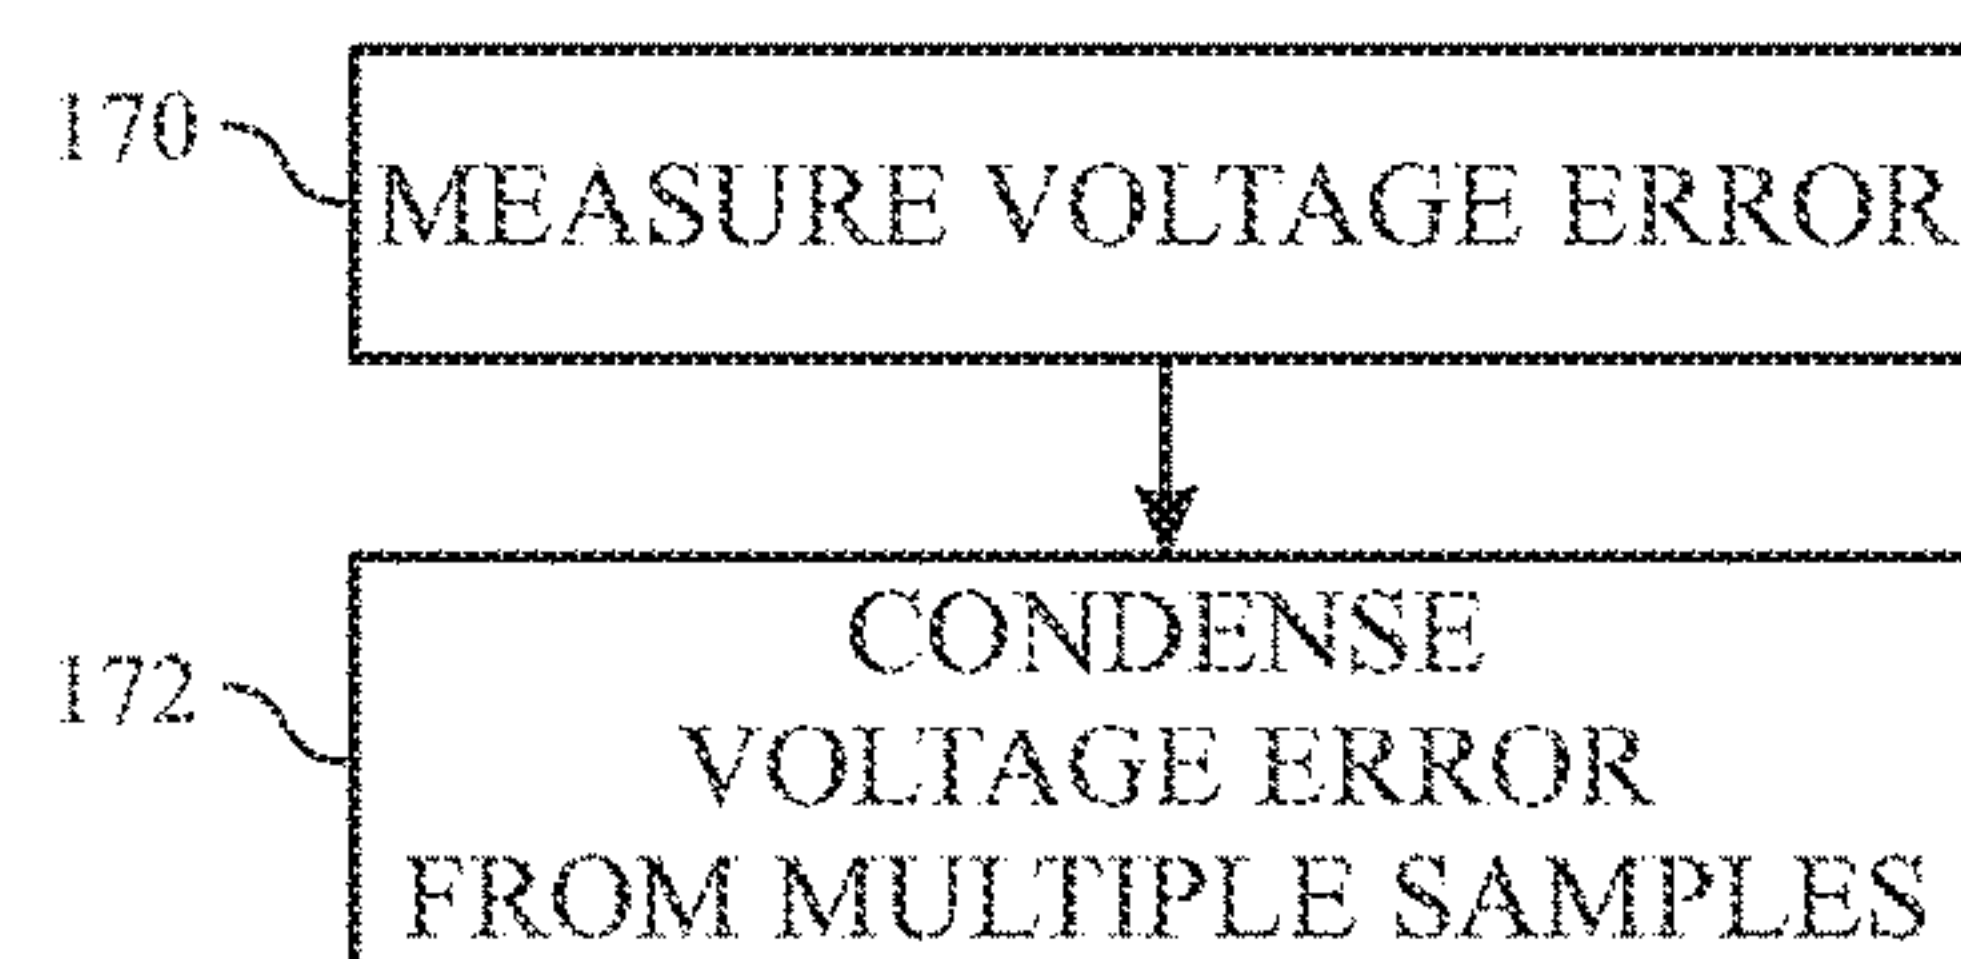 170
MEASURE VOLTAGE ERROR
172
CONDENSE
VOLTAGE ERROR
FROM MULTIPLE SAMPLES